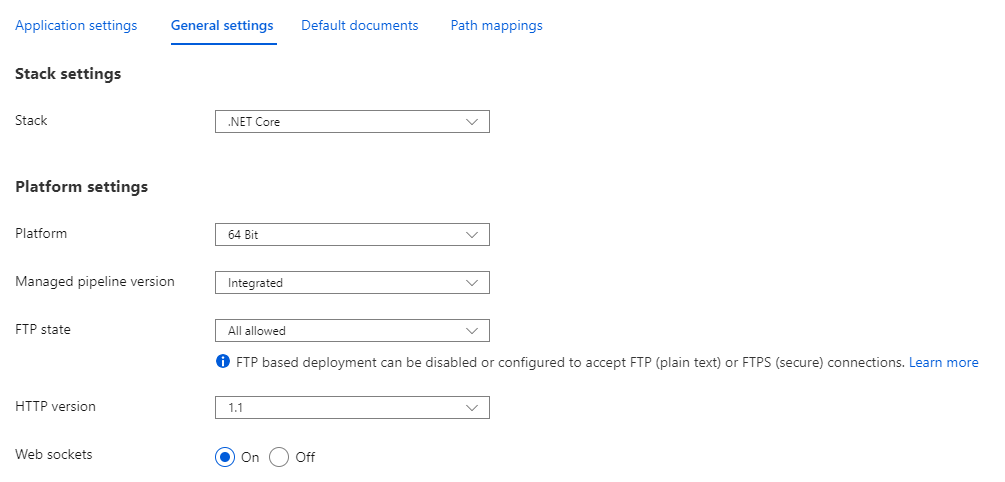 Application settings General settings Default documents Path mappings
Stack settings
Stack .NET Core
Platform settings
Platform 64 Bit
Managed pipeline version Integrated
FTP state All allowed
FTP based deployment can be disabled or configured to accept FTP (plain text) or FTPS (secure) connections. Learn more
HTTP version 1.1
Web sockets On Off